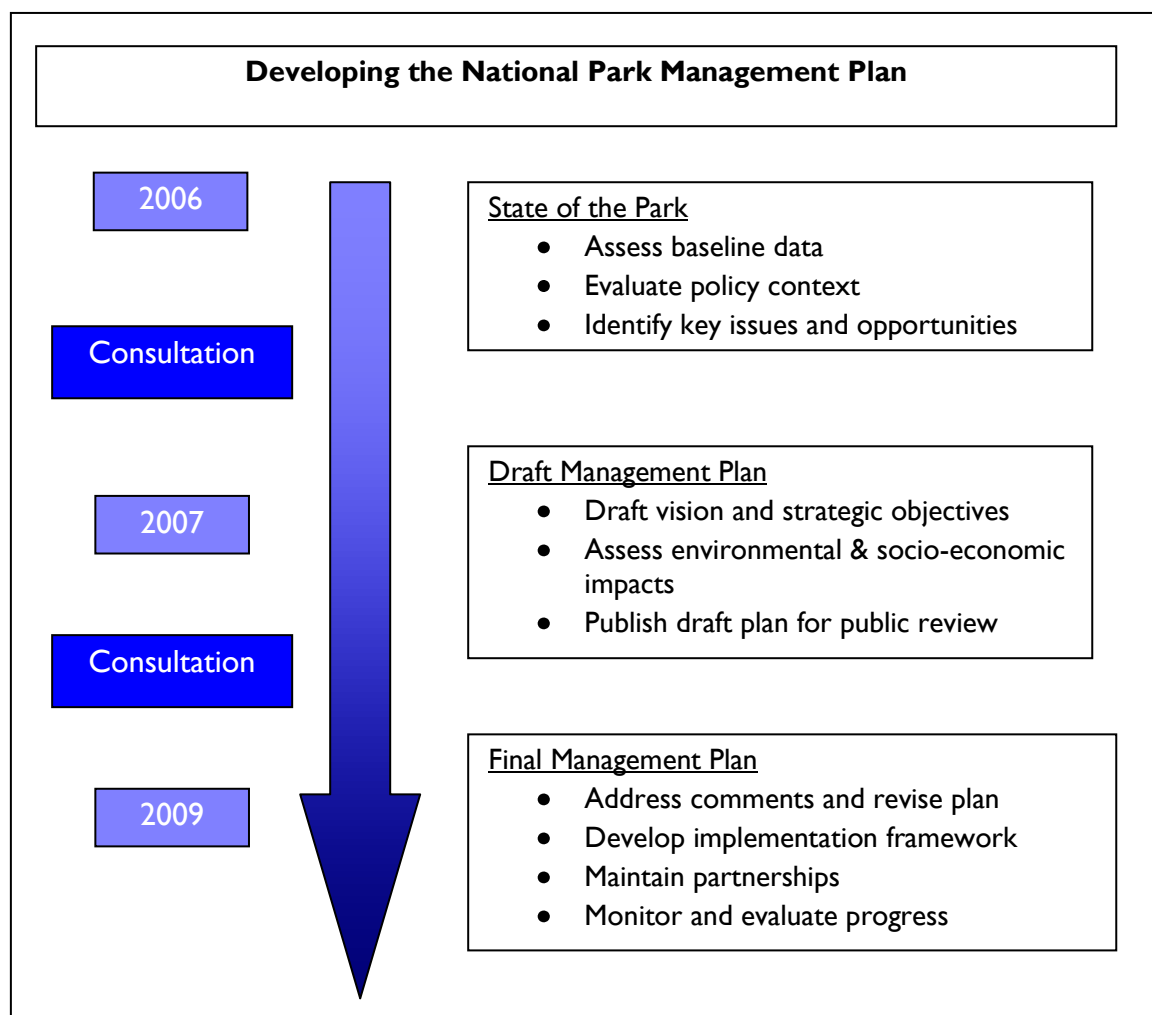 Developing the National Park Management Plan
2006
State of the Park
● Assess baseline data
● Evaluate policy context
● Identify key issues and opportunities
Consultation
Draft Management Plan
● Draft vision and strategic objectives
● Assess environmental & socio-economic
impacts
● Publish draft plan for public review
2007
Consultation
Final Management Plan
● Address comments and revise plan
● Develop implementation framework
● Maintain partnerships
● Monitor and evaluate progress
2009